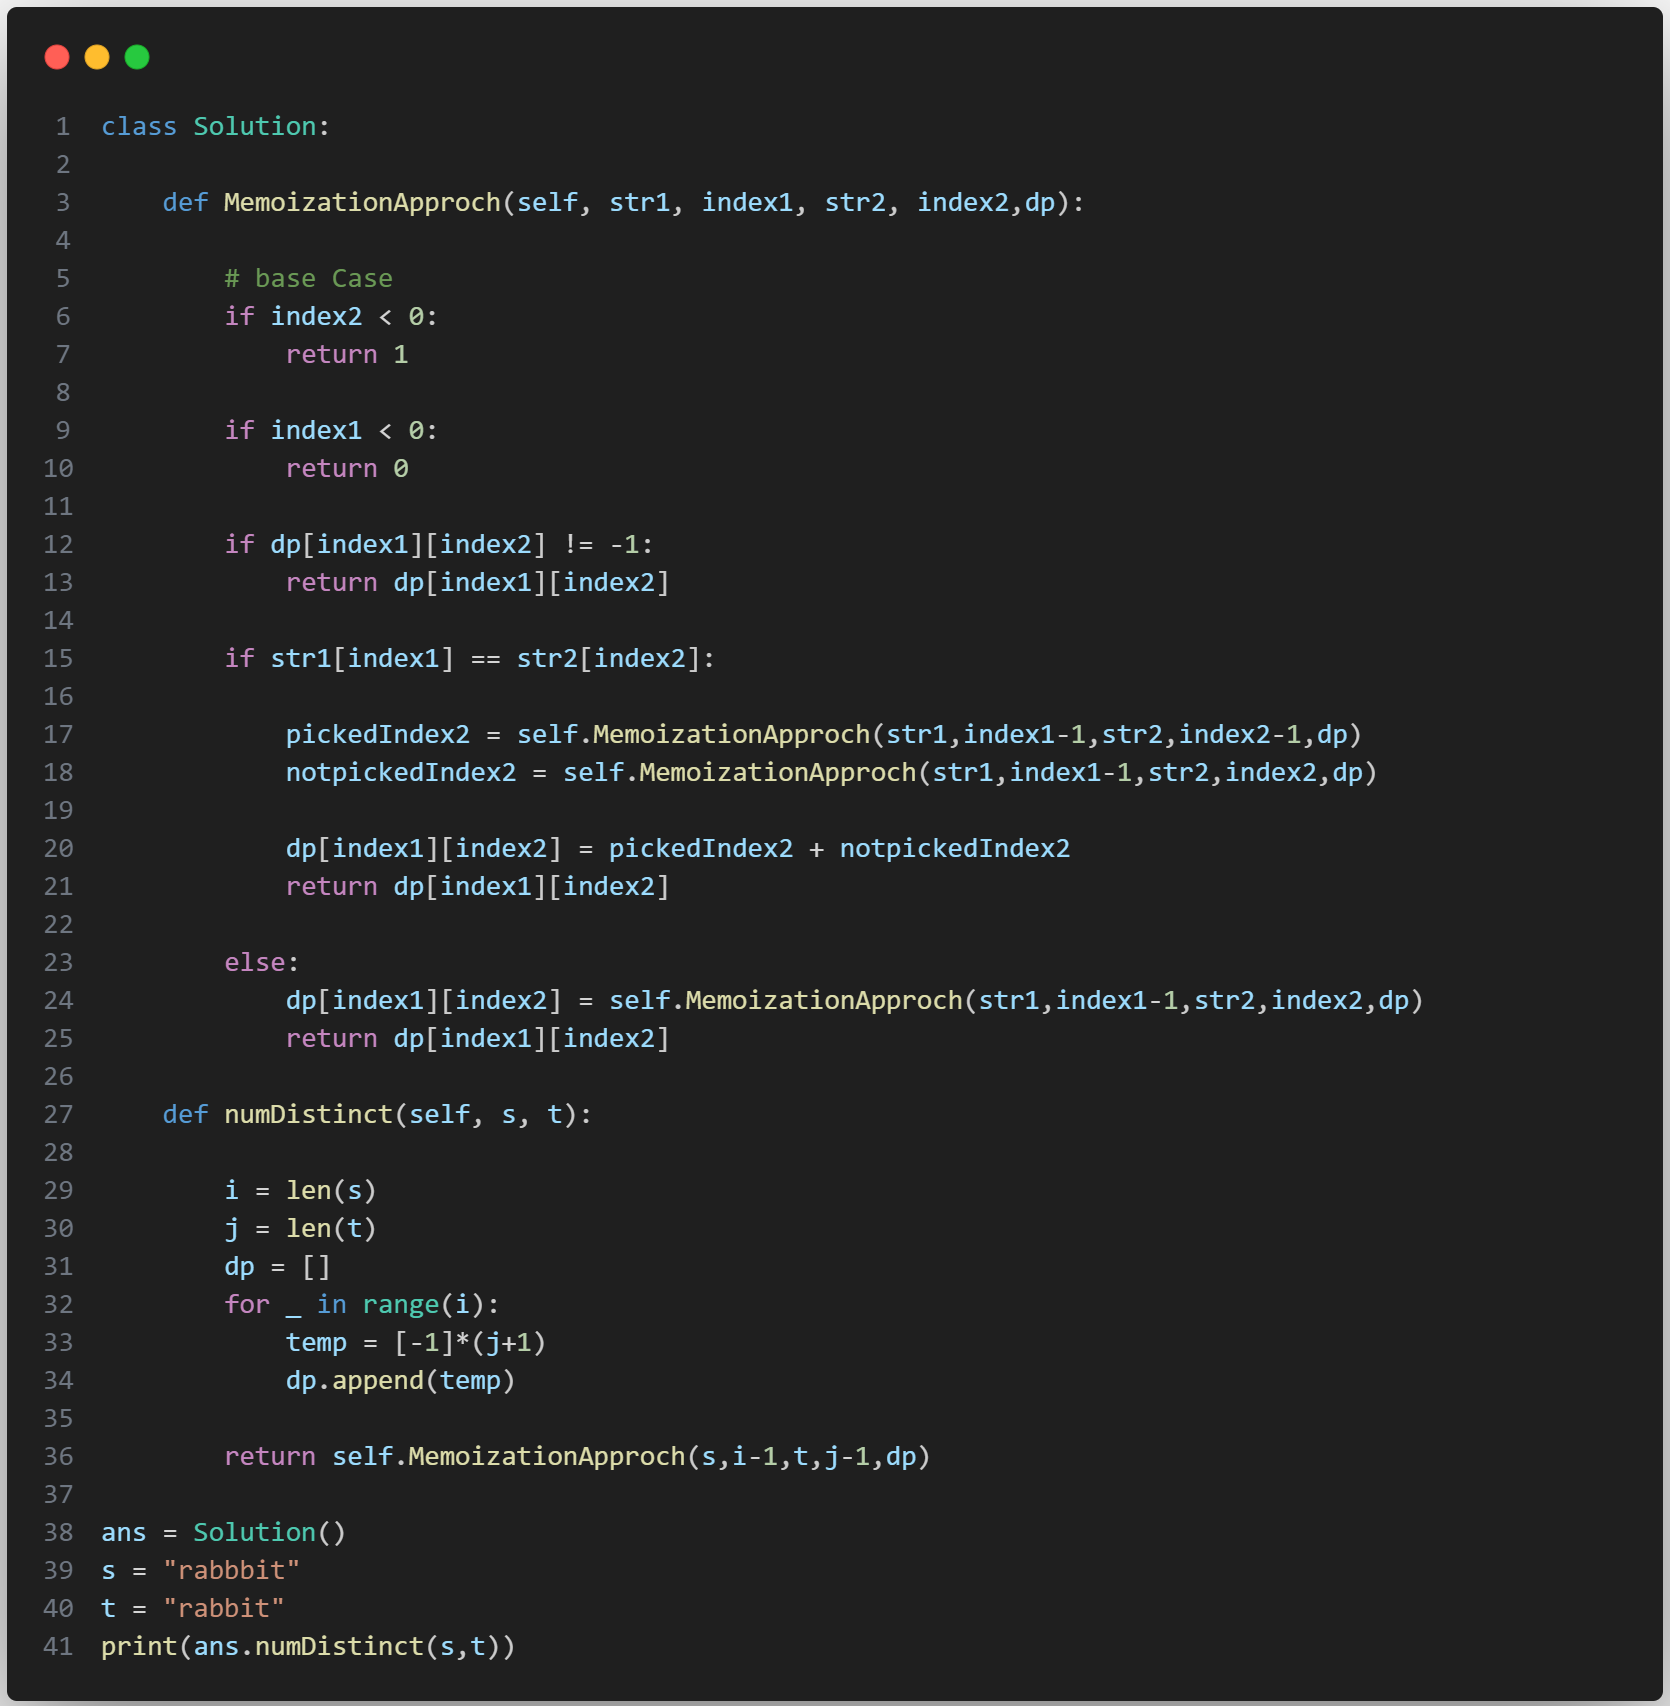 1 class Solution:
2
3     def MemoizationApproch(self, str1, index1, str2, index2,dp):
4
5         # base Case
6         if index2 < 0:
7             return 1
8
9         if index1 < 0:
10             return 0
11
12         if dp[index1][index2] != -1:
13             return dp[index1][index2]
14
15         if str1[index1] == str2[index2]:
16
17             pickedIndex2 = self.MemoizationApproch(str1,index1-1,str2,index2-1,dp)
18             notpickedIndex2 = self.MemoizationApproch(str1,index1-1,str2,index2,dp)
19
20             dp[index1][index2] = pickedIndex2 + notpickedIndex2
21             return dp[index1][index2]
22
23         else:
24             dp[index1][index2] = self.MemoizationApproch(str1,index1-1,str2,index2,dp)
25             return dp[index1][index2]
26
27     def numDistinct(self, s, t):
28
29         i = len(s)
30         j = len(t)
31         dp = []
32         for _ in range(i):
33             temp = [-1]*(j+1)
34             dp.append(temp)
35
36         return self.MemoizationApproch(s,i-1,t,j-1,dp)
37
38 ans = Solution()
39 s = "rabbbit"
40 t = "rabbit"
41 print(ans.numDistinct(s,t))